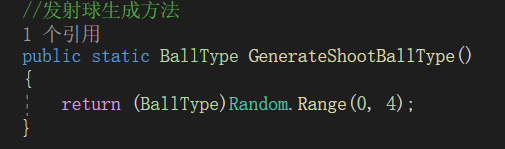 //发射球生成方法
1 个引用
public static BallType GenerateShootBallType()
{
return (BallType)Random.Range(0, 4);
}